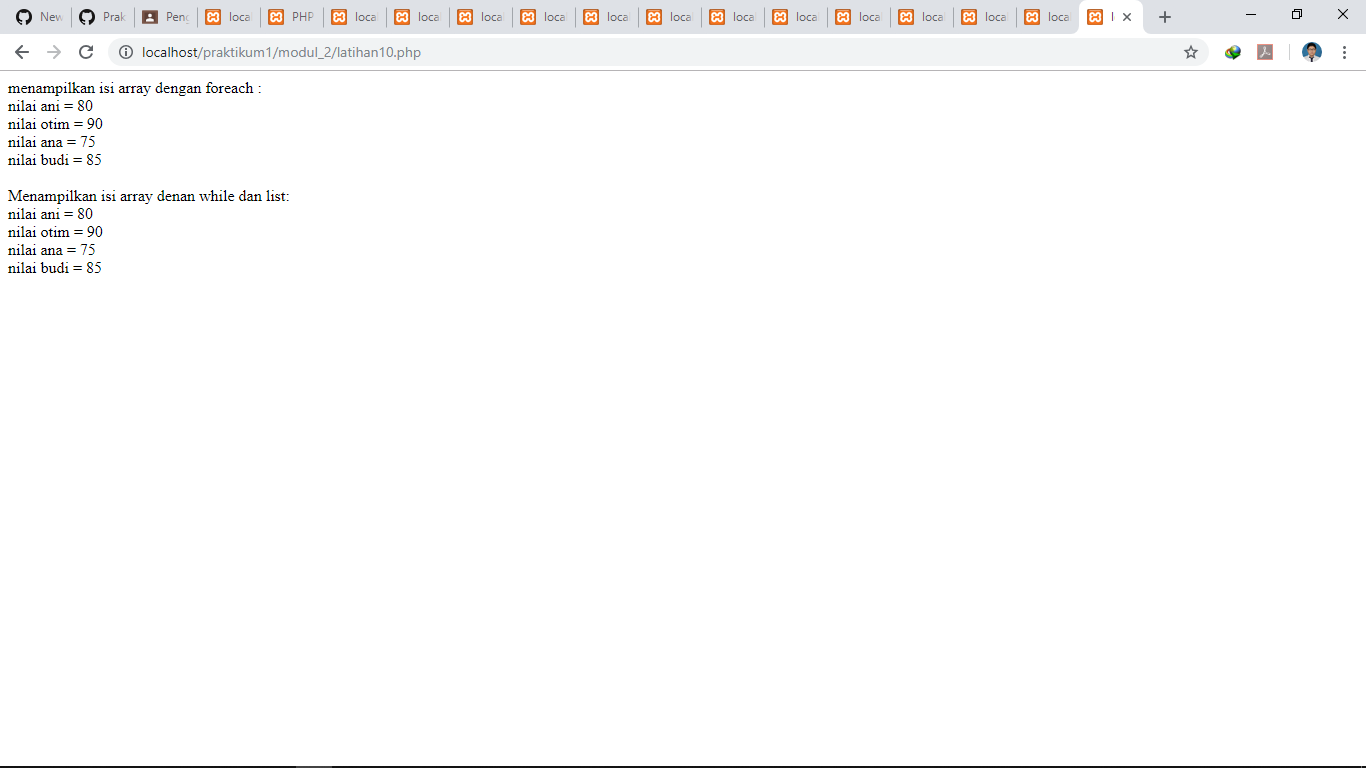 New
Prak
Peng
loca
PHP
loca
loca
loca
loca
loca
loca
loca
loca
loca
loca
loca
loca
localhost/praktikum1/modul_2/latihan10.php
menampilkan isi array dengan foreach :
nilai ani = 80
nilai otim = 90
nilai ana = 75
nilai budi = 85
Menampilkan isi array denan while dan list:
nilai ani = 80
nilai otim = 90
nilai ana = 75
nilai budi = 85